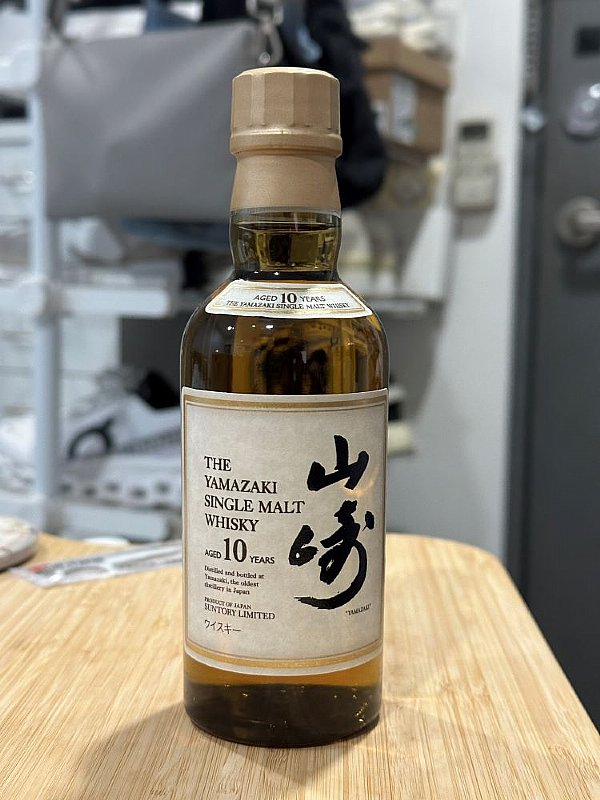 AGED 10 YEARS
THE YAMAZAKI SINGLE MALT WHISKY
THE
YAMAZAKI
SINGLE MALT
WHISKY
AGED 10 YEARS
Distilled and bottled at
Yamazaki, the oldest
distillery in Japan
PRODUCT OF JAPAN
SUNTORY LIMITED
ウイスキー
山崎
"YAMAZAKI"